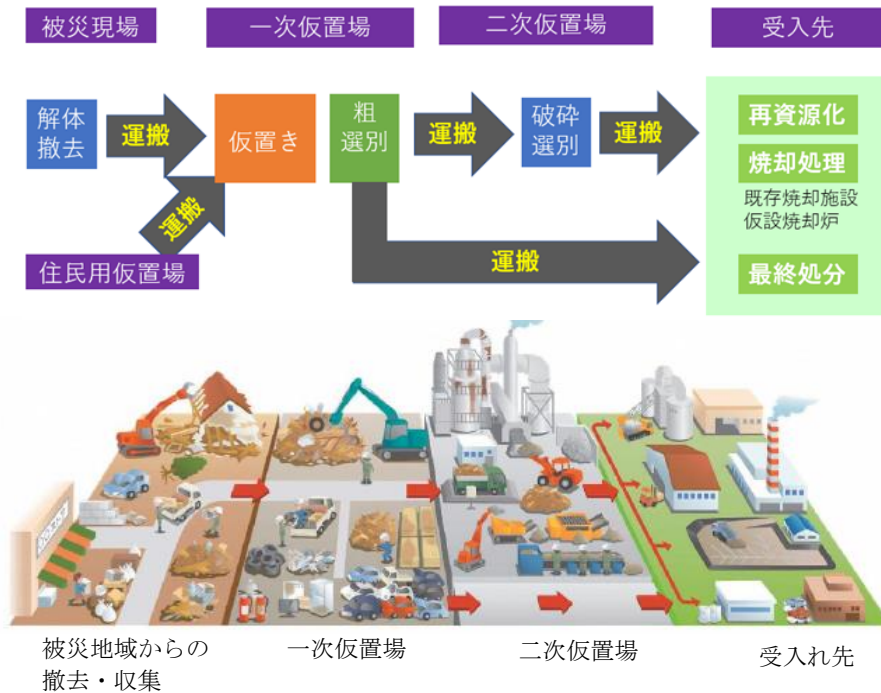 被災現場
一次仮置場
二次仮置場
受入先
解体
撤去
運搬
仮置き
粗
選別
運搬
破砕
選別
運搬
再資源化
焼却処理
既存焼却施設
仮設焼却炉
最終処分
運搬
住民用仮置場
運搬
被災地域からの
撤去・収集
一次仮置場
二次仮置場
受入れ先